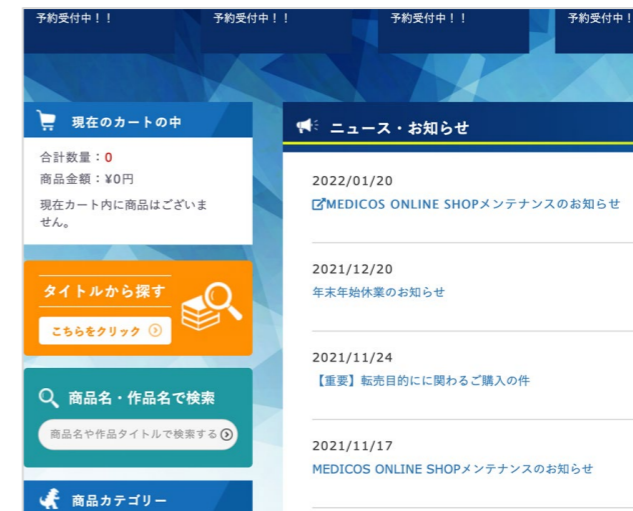 予約受付中！！
予約受付中！！
予約受付中！！
予約受付中！
現在のカートの中
合計数量：0
商品金額：¥0円
現在カート内に商品はございま
せん。
タイトルから探す
こちらをクリック
商品名・作品名で検索
商品名や作品タイトルで検索する
商品カテゴリー
ニュース・お知らせ
2022/01/20
MEDICOS ONLINE SHOPメンテナンスのお知らせ
2021/12/20
年末年始休業のお知らせ
2021/11/24
【重要】転売目的にに関わるご購入の件
2021/11/17
MEDICOS ONLINE SHOPメンテナンスのお知らせ